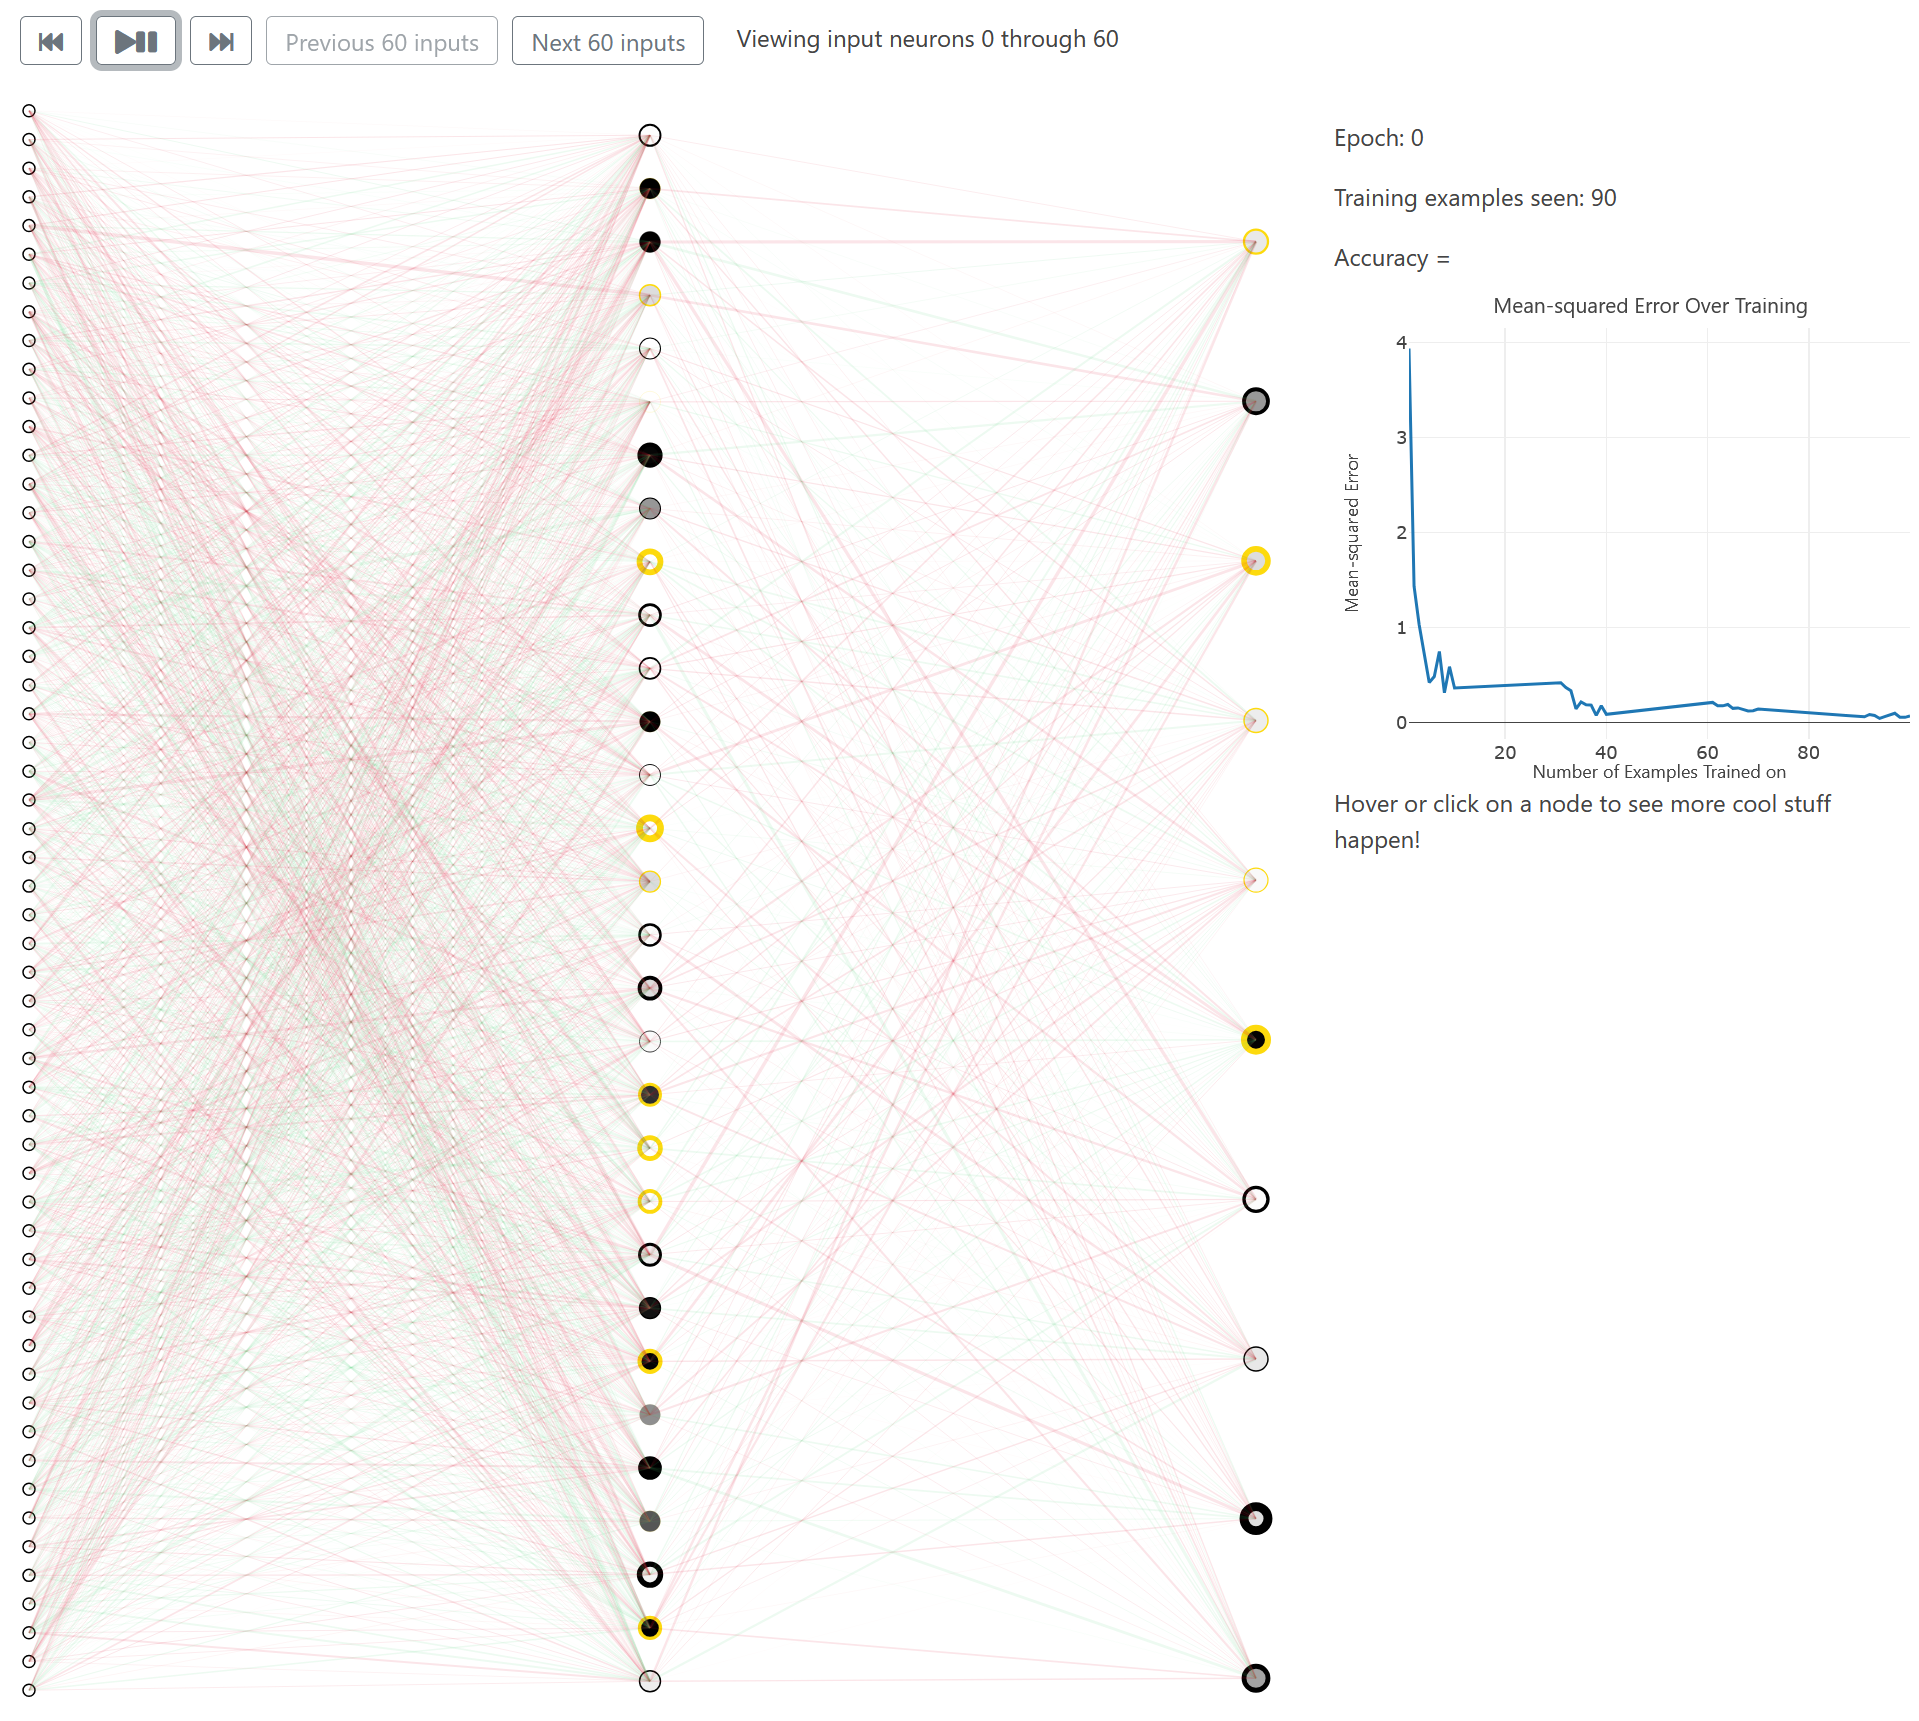 Previous 60 inputs
Next 60 inputs
Viewing input neurons 0 through 60
Epoch: 0
Training examples seen: 90
Accuracy =
Mean-squared Error Over Training
4
3
2
1
0
Mean-squared Error
20 40 60 80
Number of Examples Trained on
Hover or click on a node to see more cool stuff
happen!